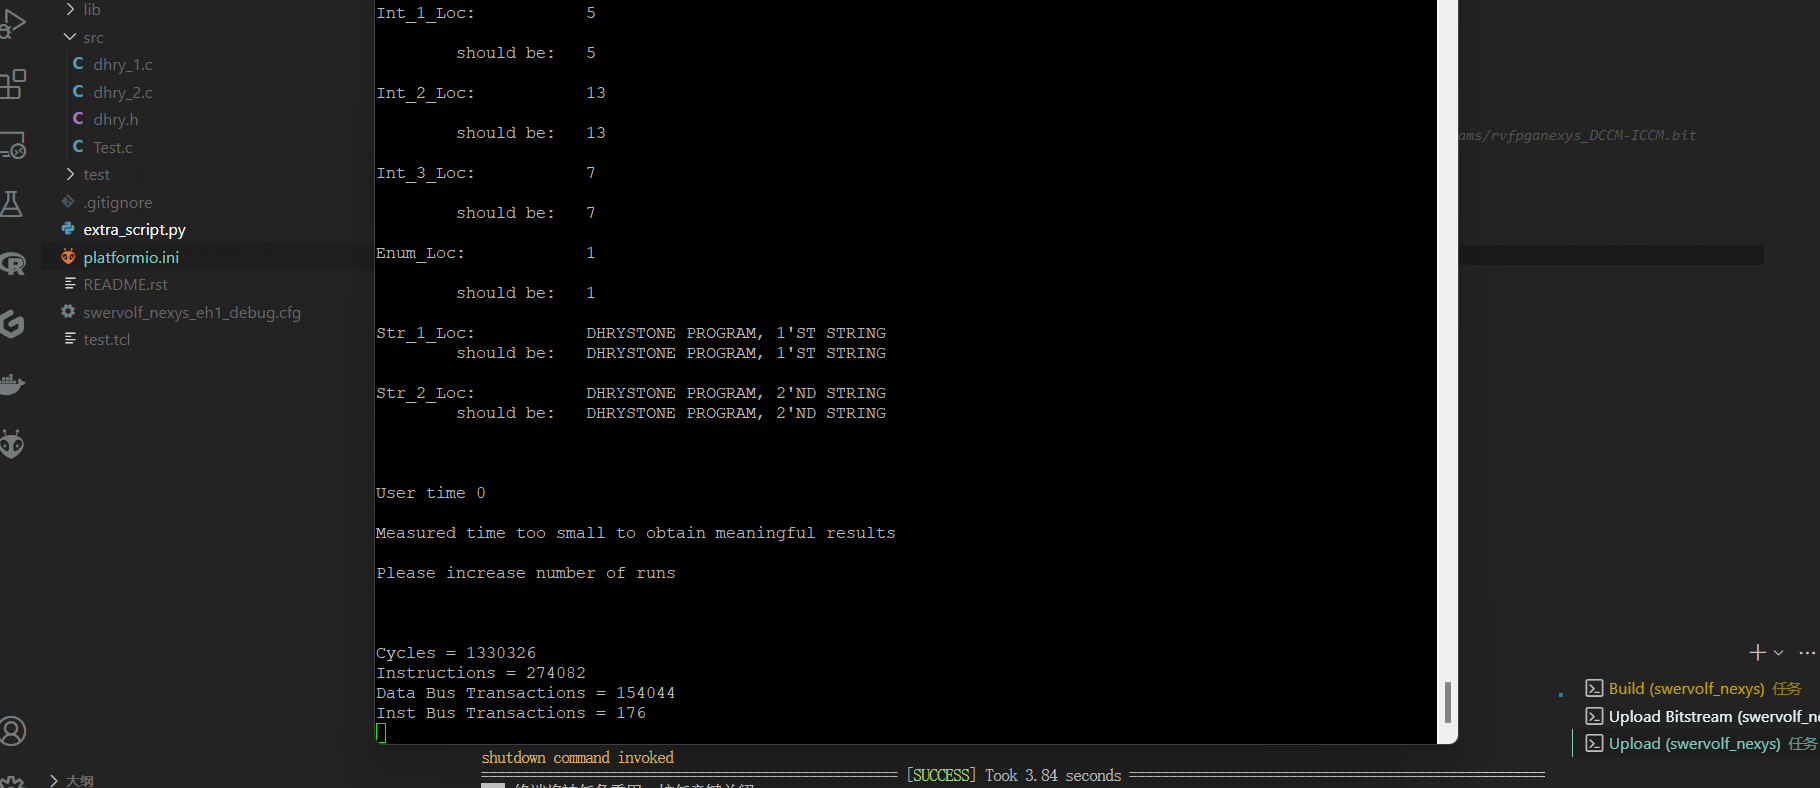 lib
src
C dhry_1.c
C dhry_2.c
C dhry.h
C Test.c
test
.gitignore
extra_script.py
platformio.ini
README.rst
swervolf_nexys_eh1_debug.cfg
test.tcl
大纲
Int_1_Loc: 5
should be: 5
Int_2_Loc: 13
should be: 13
Int_3_Loc: 7
should be: 7
Enum_Loc: 1
should be: 1
Str_1_Loc: DHRYSTONE PROGRAM, 1'ST STRING
should be: DHRYSTONE PROGRAM, 1'ST STRING
Str_2_Loc: DHRYSTONE PROGRAM, 2'ND STRING
should be: DHRYSTONE PROGRAM, 2'ND STRING
User time 0
Measured time too small to obtain meaningful results
Please increase number of runs
Cycles = 1330326
Instructions = 274082
Data Bus Transactions = 154044
Inst Bus Transactions = 176
ams/rvfpganexys_DCCM-ICCM.bit
Build (swervolf_nexys) 任务
Upload Bitstream (swervolf_n
Upload (swervolf_nexys) 任务
shutdown command invoked
[SUCCESS] Took 3.84 seconds